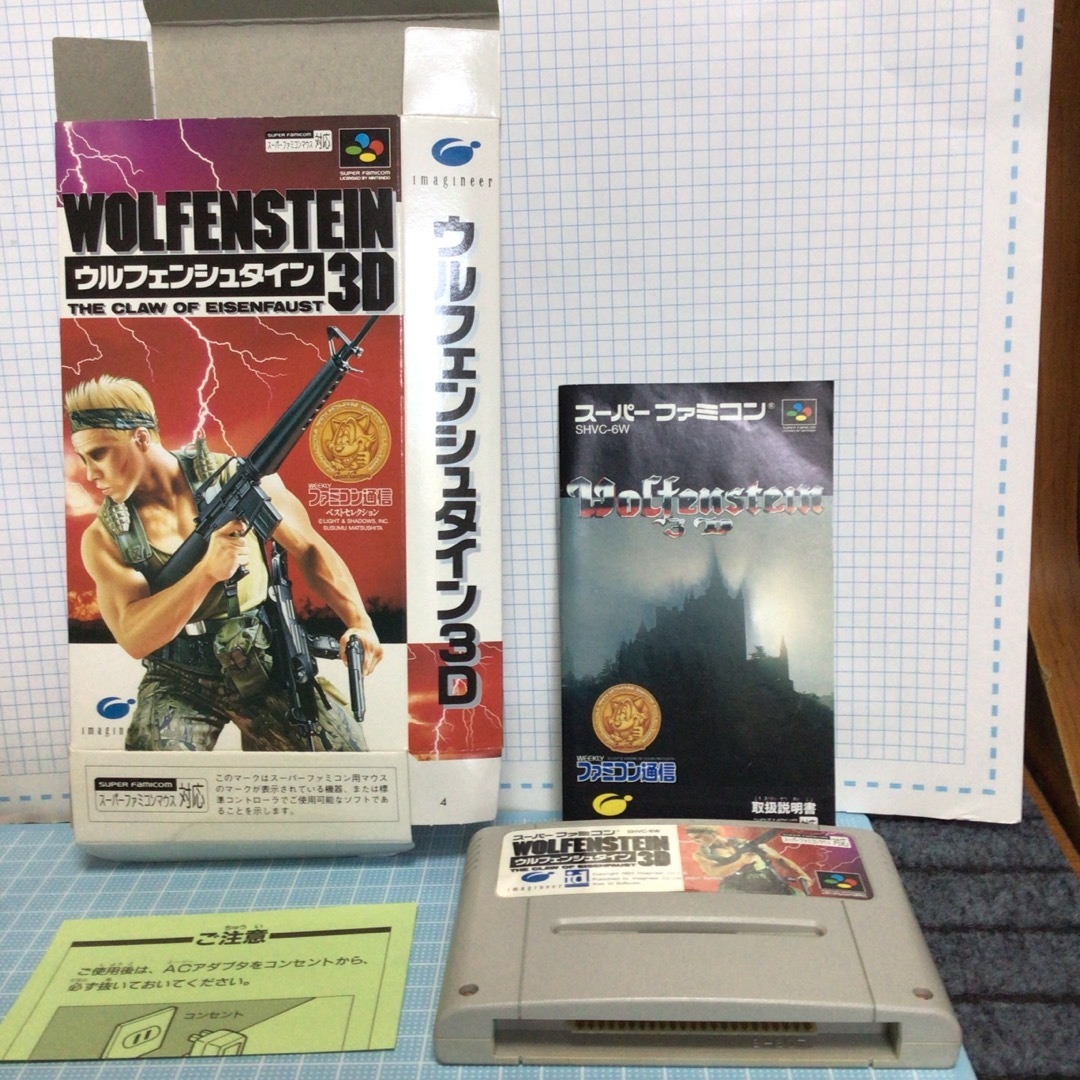 SUPER FAMICOM
スーパーファミコンマウス 対応
SUPER FAMICOM
LICENSED BY NINTENDO
WOLFENSTEIN
ウルフェンシュタイン 3D
THE CLAW OF EISENFAUST
WEEKLY
ファミコン通信
ベストセレクション
©LIGHT & SHADOWS, INC.
SUSUMU MATSUSHITA
imagineer
SUPER FAMICOM
スーパーファミコンマウス 対応
このマークはスーパーファミコン用マウス
のマークが表示されている機器、または標
準コントローラでご使用可能なソフトであ
ることを示します。
imagineer
ウルフェンシュタイン3D
4
スーパーファミコン®
SHVC-6W
Wolfenstein
3D
WEEKLY
ファミコン通信
取扱説明書
スーパーファミコン SHVC-6W
WOLFENSTEIN
ウルフェンシュタイン 3D
THE CLAW OF EISENFAUST
imagineer
id
ちゅうい
ご注意
ご使用後は、ACアダプタをコンセントから、
必ず抜いておいてください。
コンセント